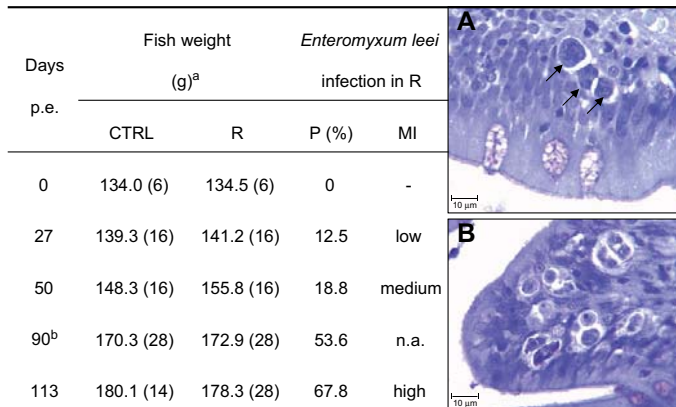 Days
p.e.
Fish weight
(g)ᵃ
Enteromyxum leei
infection in R
CTRL R P (%) MI
0 134.0 (6) 134.5 (6) 0 -
27 139.3 (16) 141.2 (16) 12.5 low
50 148.3 (16) 155.8 (16) 18.8 medium
90ᵇ 170.3 (28) 172.9 (28) 53.6 n.a.
113 180.1 (14) 178.3 (28) 67.8 high
A
10 µm
B
10 µm